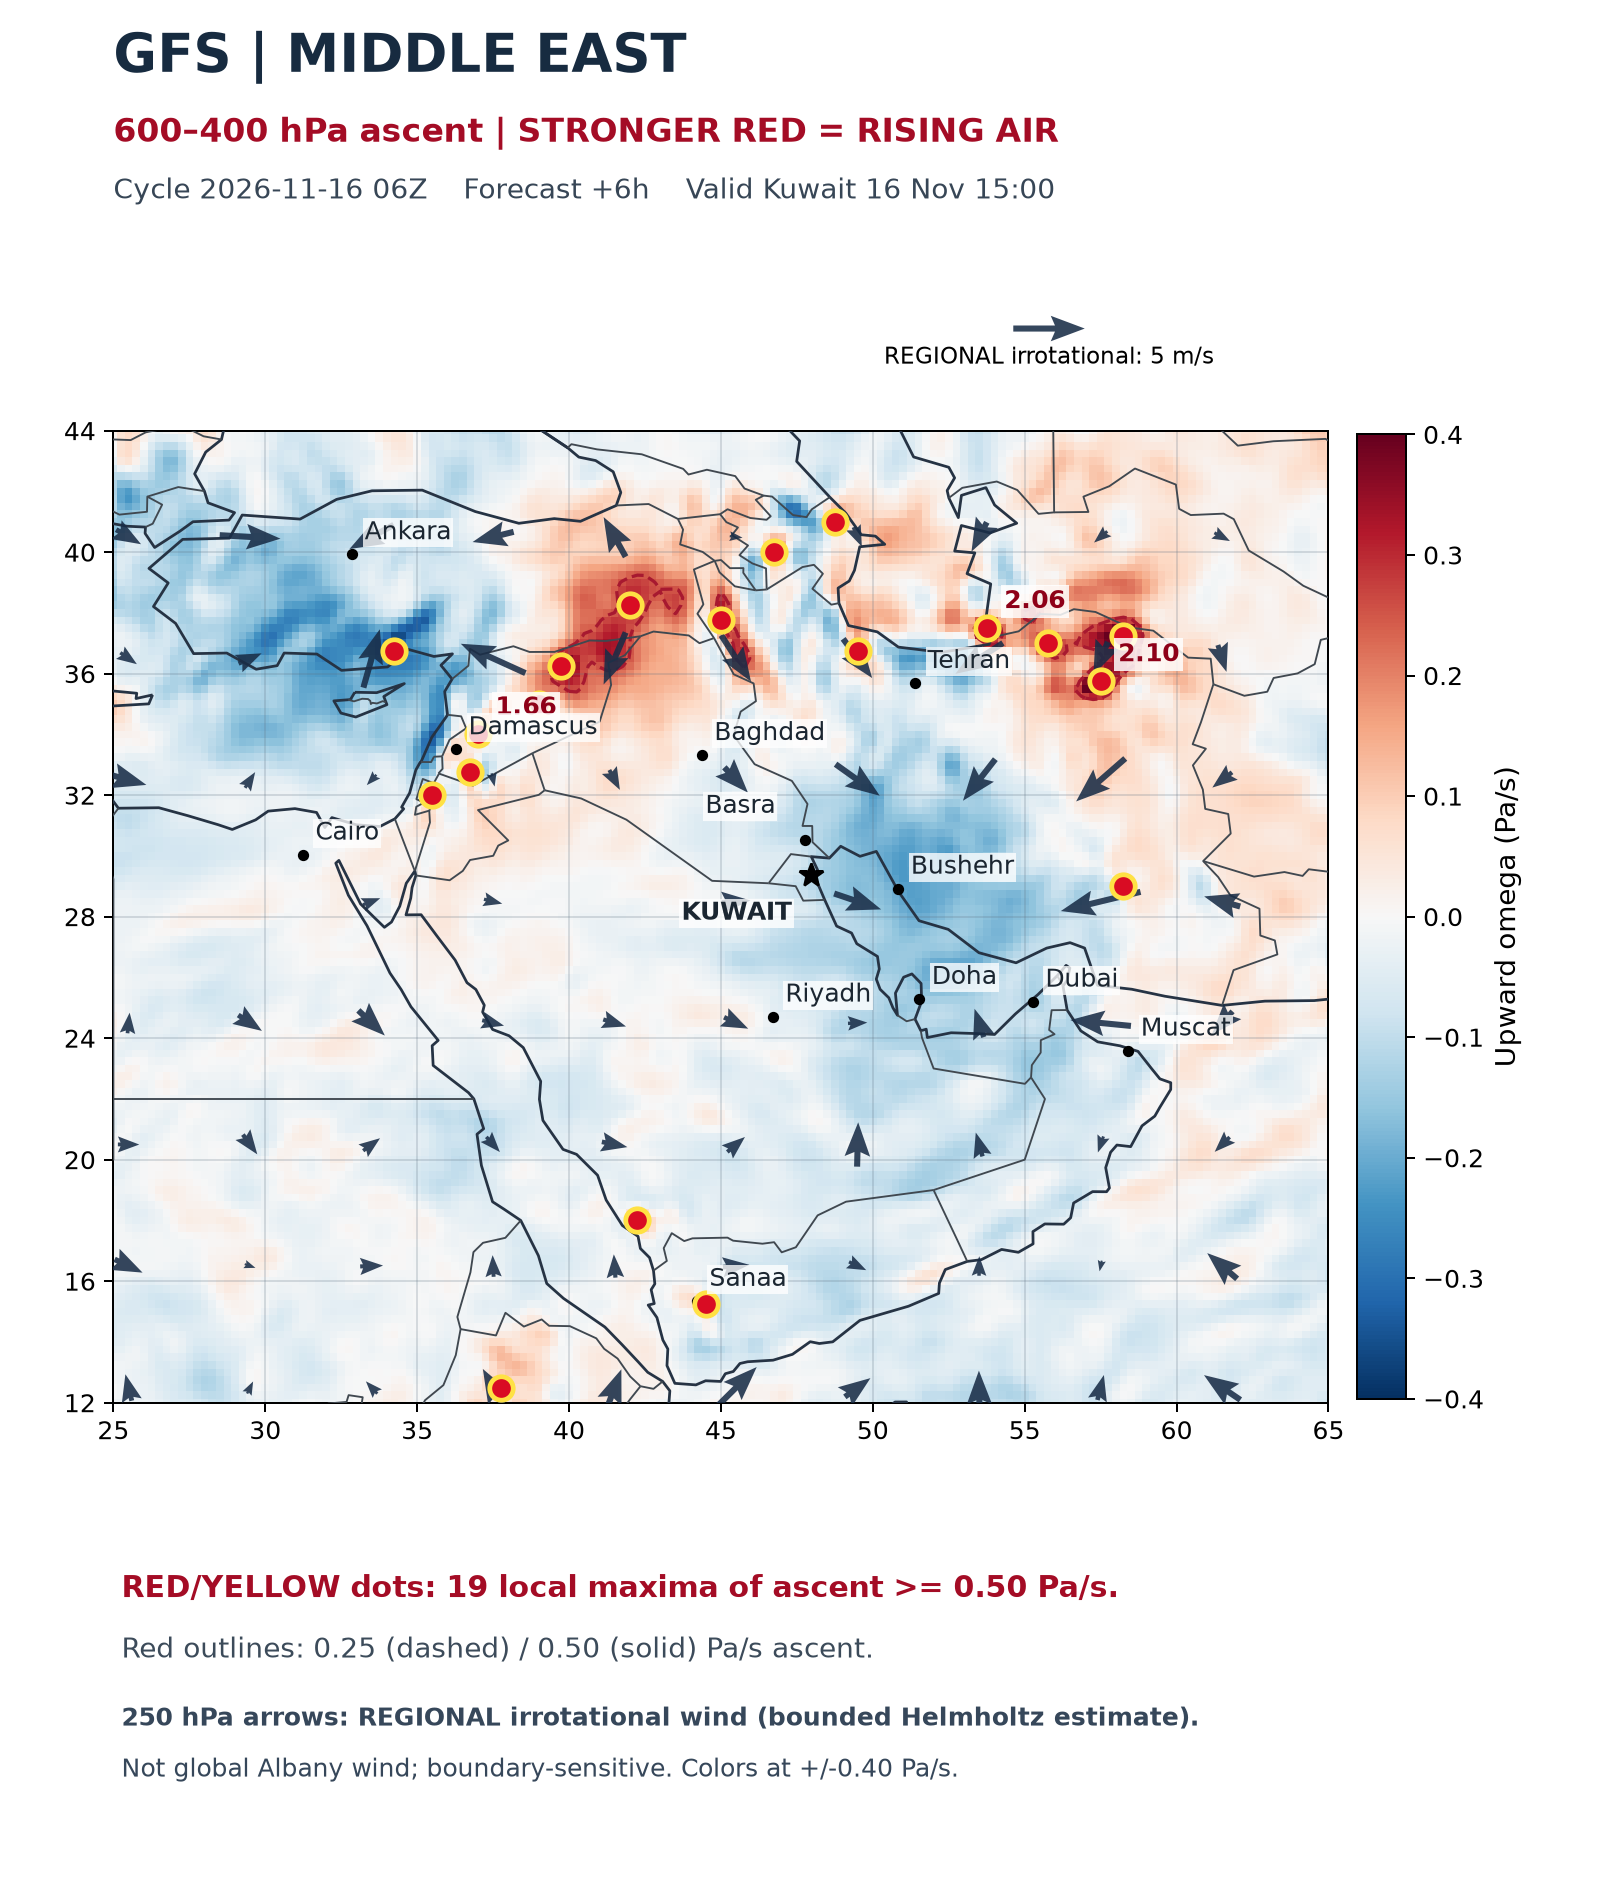 GFS | MIDDLE EAST
600–400 hPa ascent | STRONGER RED = RISING AIR
Cycle 2026-11-16 06Z    Forecast +6h    Valid Kuwait 16 Nov 15:00
REGIONAL irrotational: 5 m/s
44
40
36
32
28
24
20
16
12
25
30
35
40
45
50
55
60
65
Ankara
2.06
2.10
Tehran
1.66
Damascus
Baghdad
Basra
Cairo
Bushehr
KUWAIT
Doha
Dubai
Riyadh
Muscat
Sanaa
0.4
0.3
0.2
0.1
0.0
−0.1
−0.2
−0.3
−0.4
Upward omega (Pa/s)
RED/YELLOW dots: 19 local maxima of ascent >= 0.50 Pa/s.
Red outlines: 0.25 (dashed) / 0.50 (solid) Pa/s ascent.
250 hPa arrows: REGIONAL irrotational wind (bounded Helmholtz estimate).
Not global Albany wind; boundary-sensitive. Colors at +/-0.40 Pa/s.